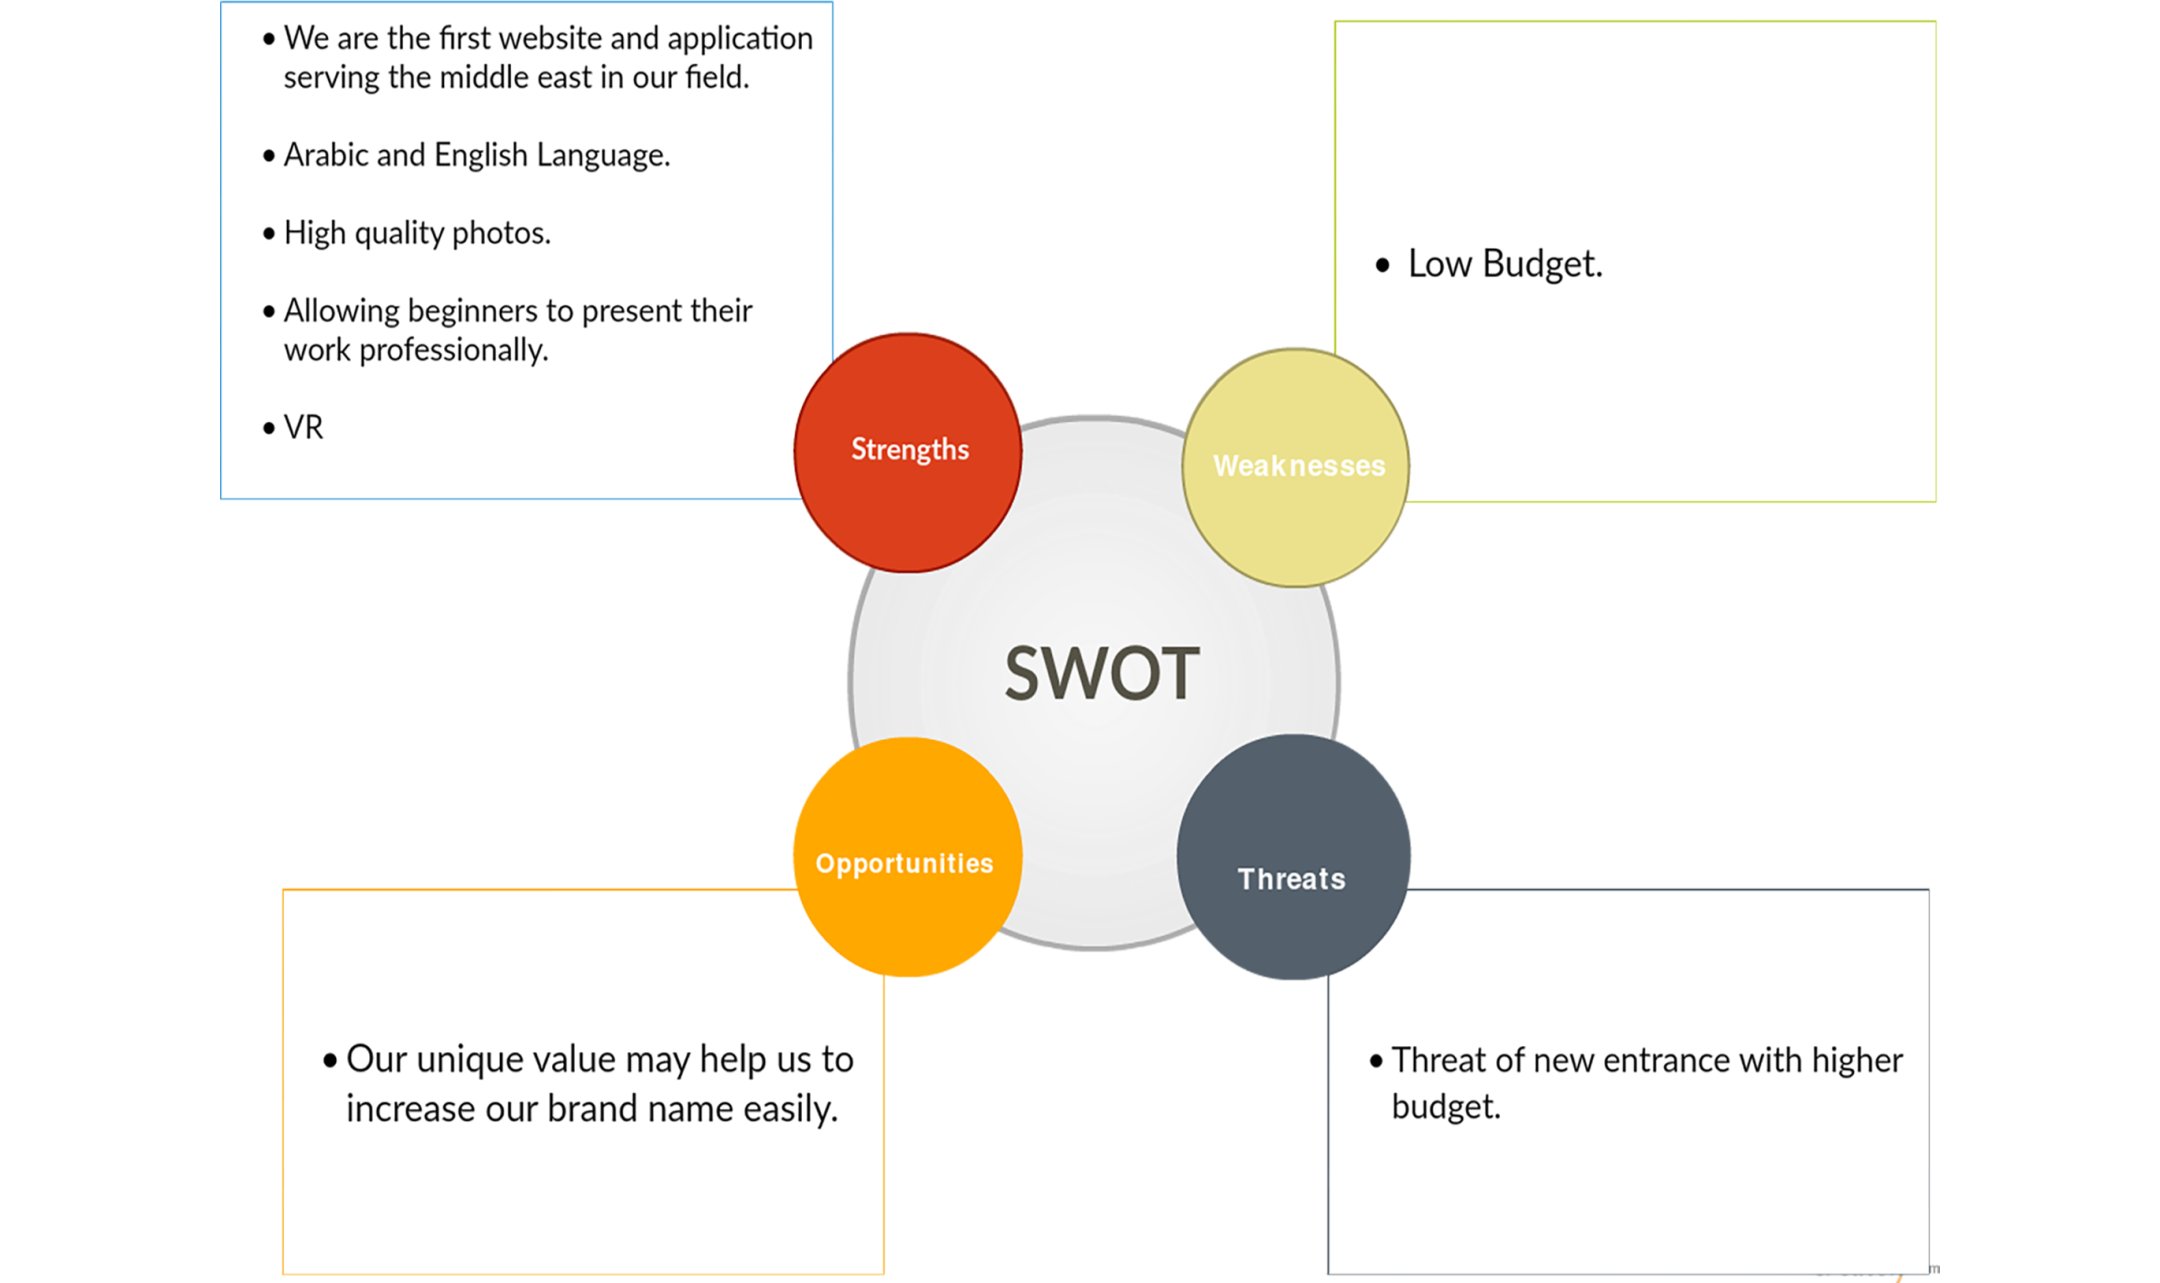 • We are the first website and application
serving the middle east in our field.
• Arabic and English Language.
• High quality photos.
• Allowing beginners to present their
work professionally.
• VR
• Low Budget.
Strengths
Weaknesses
SWOT
Opportunities
Threats
• Our unique value may help us to
increase our brand name easily.
• Threat of new entrance with higher
budget.